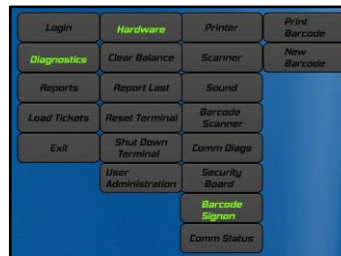 Login
Diagnostics
Reports
Load Tickets
Exit
Hardware
Clear Balance
Report Last
Reset Terminal
Shut Down
Terminal
User
Administration
Printer
Scanner
Sound
Barcode
Scanner
Comm Diags
Security
Board
Barcode
Signon
Comm Status
Print
Barcode
New
Barcode